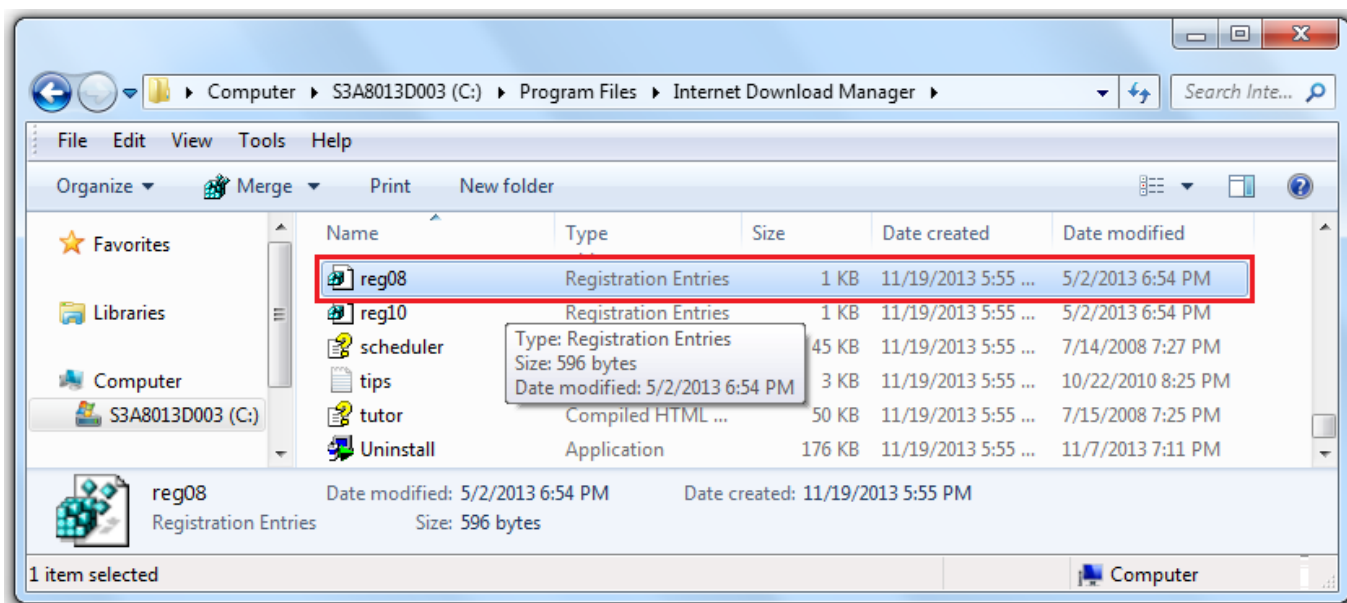 Computer S3A8013D003 (C:) Program Files Internet Download Manager Search Inte...
File Edit View Tools Help
Organize Merge Print New folder
Favorites
Libraries
Computer
S3A8013D003 (C:)
Name Type Size Date created Date modified
reg08 Registration Entries 1 KB 11/19/2013 5:55 ... 5/2/2013 6:54 PM
reg10 Registration Entries 1 KB 11/19/2013 5:55 ... 5/2/2013 6:54 PM
scheduler 45 KB 11/19/2013 5:55 ... 7/14/2008 7:27 PM
tips 3 KB 11/19/2013 5:55 ... 10/22/2010 8:25 PM
tutor Compiled HTML ... 50 KB 11/19/2013 5:55 ... 7/15/2008 7:25 PM
Uninstall Application 176 KB 11/19/2013 5:55 ... 11/7/2013 7:11 PM
Type: Registration Entries
Size: 596 bytes
Date modified: 5/2/2013 6:54 PM
reg08 Date modified: 5/2/2013 6:54 PM Date created: 11/19/2013 5:55 PM
Registration Entries Size: 596 bytes
1 item selected Computer